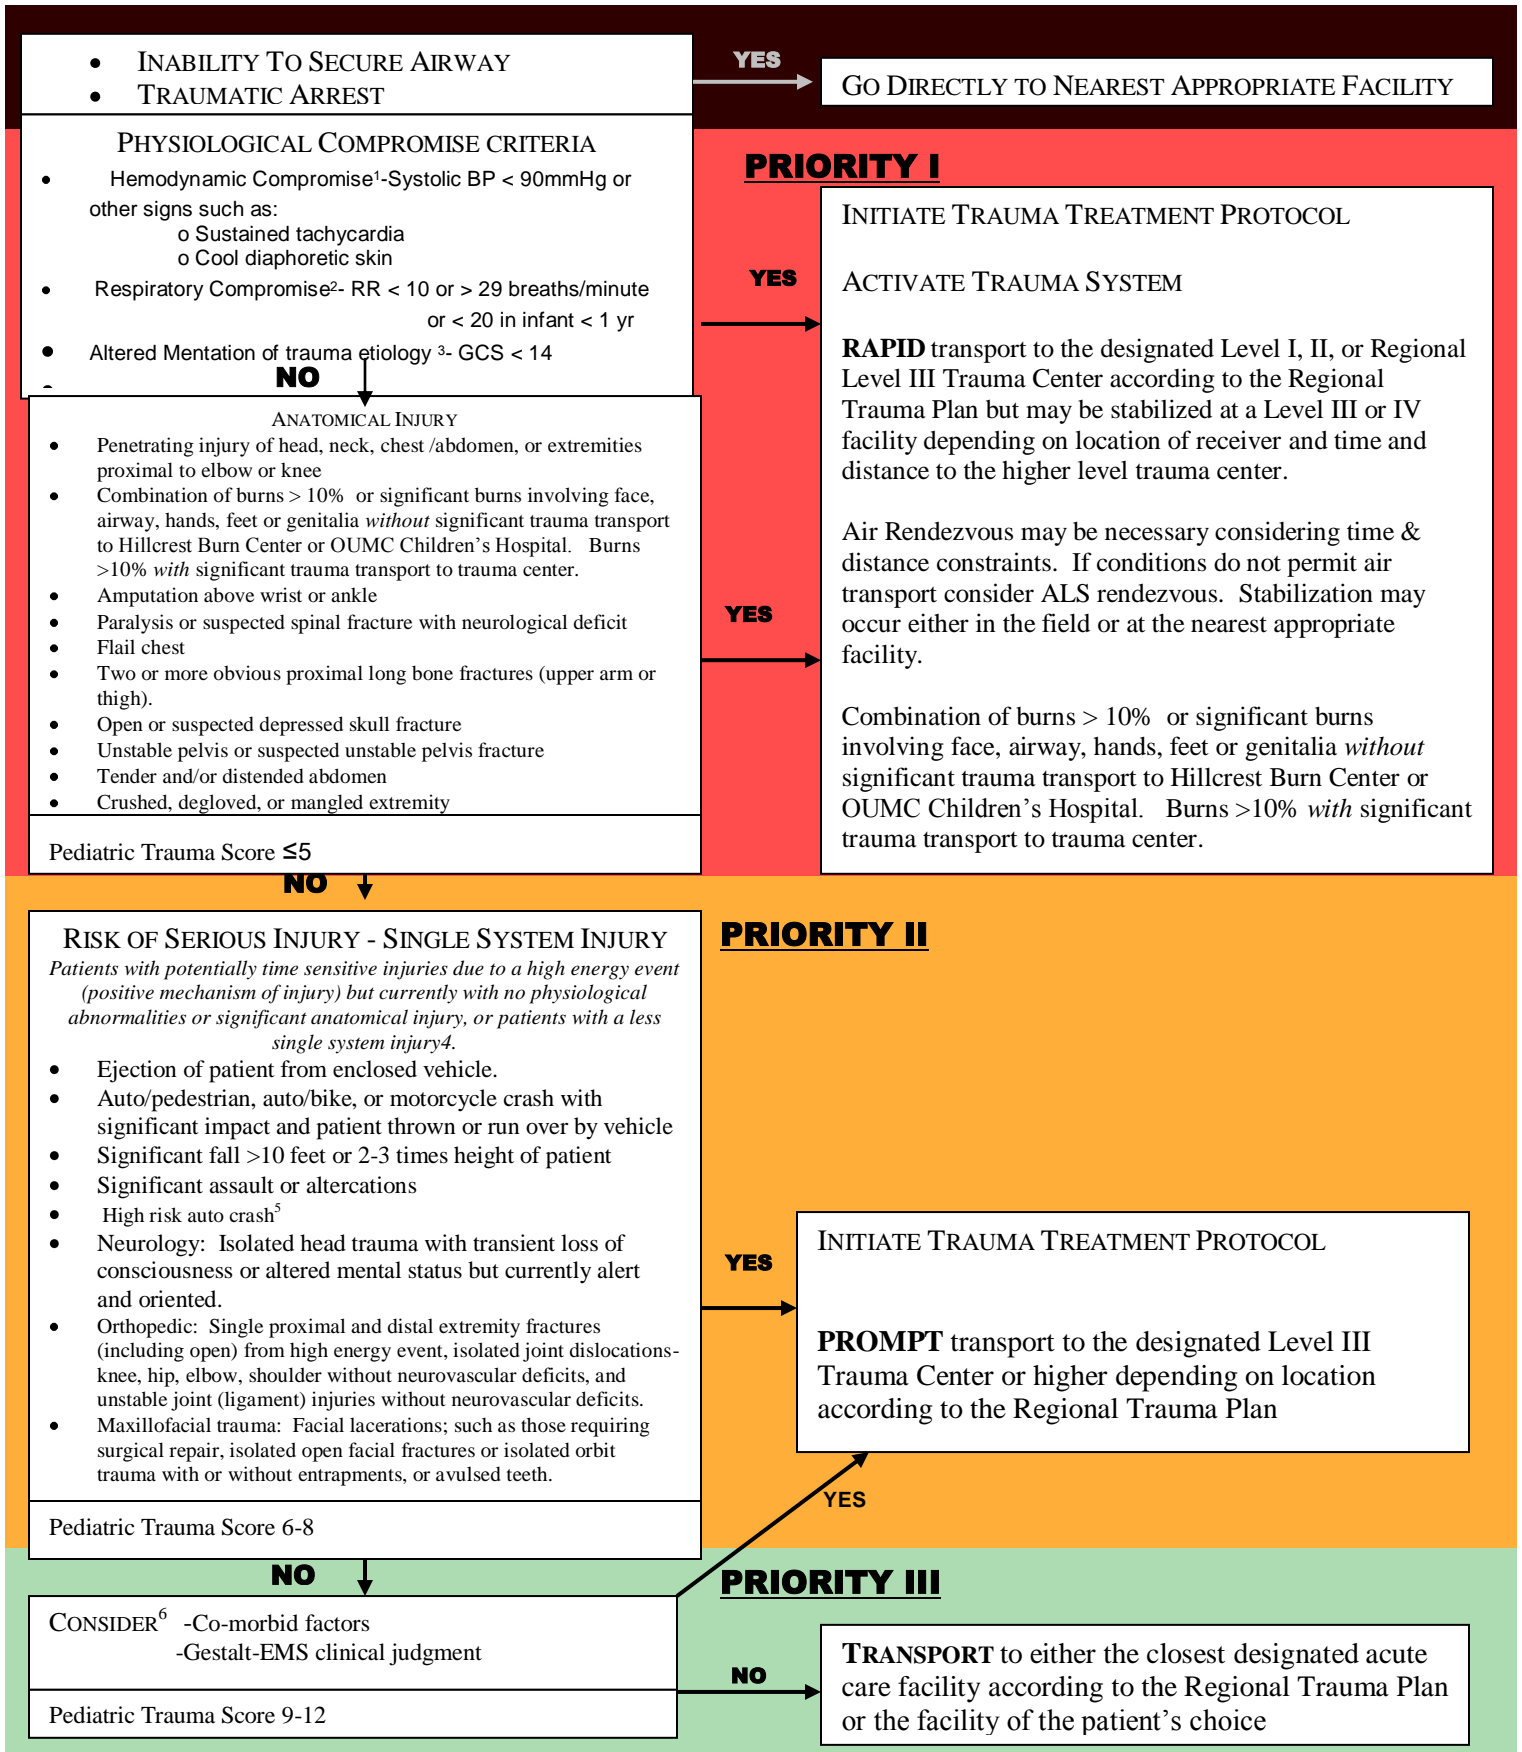 • INABILITY TO SECURE AIRWAY
• TRAUMATIC ARREST
YES
GO DIRECTLY TO NEAREST APPROPRIATE FACILITY
PHYSIOLOGICAL COMPROMISE CRITERIA
• Hemodynamic Compromise¹-Systolic BP < 90mmHg or
other signs such as:
o Sustained tachycardia
o Cool diaphoretic skin
• Respiratory Compromise²- RR < 10 or > 29 breaths/minute
or < 20 in infant < 1 yr
• Altered Mentation of trauma etiology ³- GCS < 14
•
NO
YES
PRIORITY I
INITIATE TRAUMA TREATMENT PROTOCOL
ACTIVATE TRAUMA SYSTEM
RAPID transport to the designated Level I, II, or Regional
Level III Trauma Center according to the Regional
Trauma Plan but may be stabilized at a Level III or IV
facility depending on location of receiver and time and
distance to the higher level trauma center.
Air Rendezvous may be necessary considering time &
distance constraints. If conditions do not permit air
transport consider ALS rendezvous. Stabilization may
occur either in the field or at the nearest appropriate
facility.
Combination of burns > 10% or significant burns
involving face, airway, hands, feet or genitalia without
significant trauma transport to Hillcrest Burn Center or
OUMC Children's Hospital. Burns >10% with significant
trauma transport to trauma center.
ANATOMICAL INJURY
• Penetrating injury of head, neck, chest /abdomen, or extremities
proximal to elbow or knee
• Combination of burns > 10% or significant burns involving face,
airway, hands, feet or genitalia without significant trauma transport
to Hillcrest Burn Center or OUMC Children's Hospital. Burns
>10% with significant trauma transport to trauma center.
• Amputation above wrist or ankle
• Paralysis or suspected spinal fracture with neurological deficit
• Flail chest
• Two or more obvious proximal long bone fractures (upper arm or
thigh).
• Open or suspected depressed skull fracture
• Unstable pelvis or suspected unstable pelvis fracture
• Tender and/or distended abdomen
• Crushed, degloved, or mangled extremity
YES
Pediatric Trauma Score ≤5
NO
PRIORITY II
RISK OF SERIOUS INJURY - SINGLE SYSTEM INJURY
Patients with potentially time sensitive injuries due to a high energy event
(positive mechanism of injury) but currently with no physiological
abnormalities or significant anatomical injury, or patients with a less
single system injury4.
• Ejection of patient from enclosed vehicle.
• Auto/pedestrian, auto/bike, or motorcycle crash with
significant impact and patient thrown or run over by vehicle
• Significant fall >10 feet or 2-3 times height of patient
• Significant assault or altercations
• High risk auto crash⁵
• Neurology: Isolated head trauma with transient loss of
consciousness or altered mental status but currently alert
and oriented.
• Orthopedic: Single proximal and distal extremity fractures
(including open) from high energy event, isolated joint dislocations-
knee, hip, elbow, shoulder without neurovascular deficits, and
unstable joint (ligament) injuries without neurovascular deficits.
• Maxillofacial trauma: Facial lacerations; such as those requiring
surgical repair, isolated open facial fractures or isolated orbit
trauma with or without entrapments, or avulsed teeth.
YES
INITIATE TRAUMA TREATMENT PROTOCOL
PROMPT transport to the designated Level III
Trauma Center or higher depending on location
according to the Regional Trauma Plan
YES
Pediatric Trauma Score 6-8
NO
PRIORITY III
CONSIDER⁶ -Co-morbid factors
-Gestalt-EMS clinical judgment
NO
Pediatric Trauma Score 9-12
TRANSPORT to either the closest designated acute
care facility according to the Regional Trauma Plan
or the facility of the patient's choice